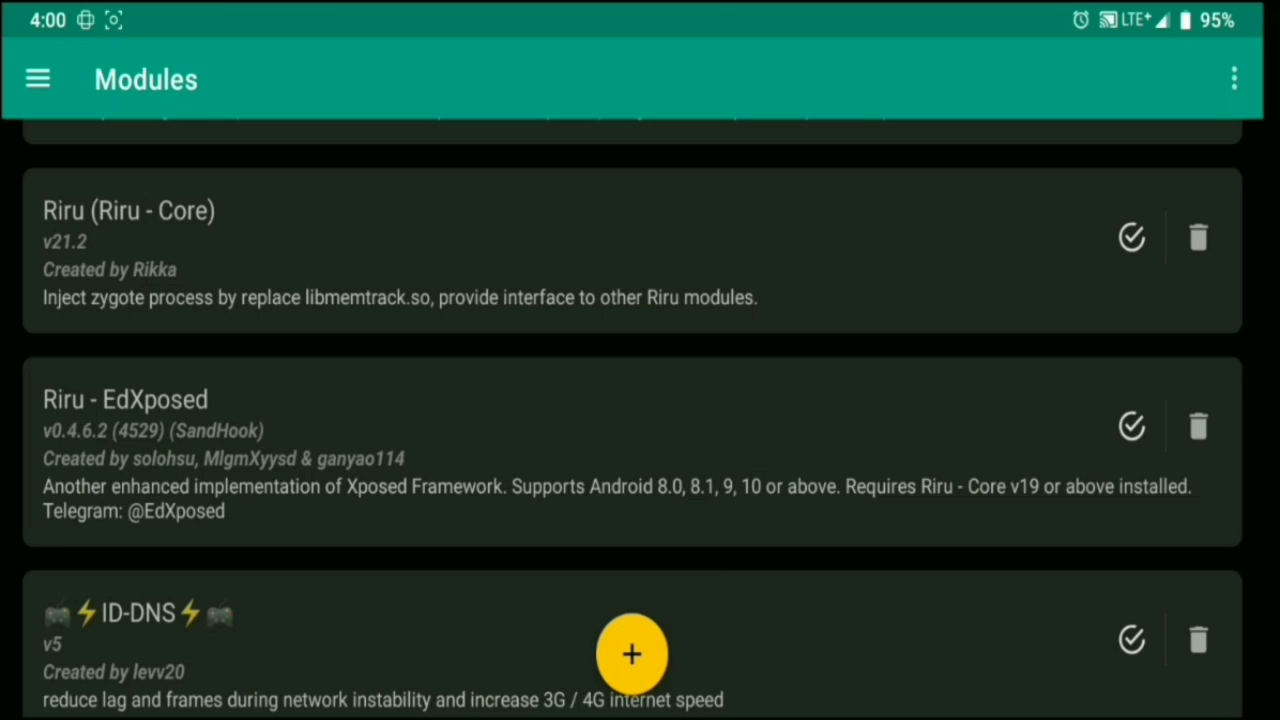 4:00 LTE+ 95%
Modules
Riru (Riru - Core)
v21.2
Created by Rikka
Inject zygote process by replace libmemtrack.so, provide interface to other Riru modules.
Riru - EdXposed
v0.4.6.2 (4529) (SandHook)
Created by solohsu, MlgmXyysd & ganyao114
Another enhanced implementation of Xposed Framework. Supports Android 8.0, 8.1, 9, 10 or above. Requires Riru - Core v19 or above installed.
Telegram: @EdXposed
🎮⚡ID-DNS⚡🎮
v5
Created by levv20
reduce lag and frames during network instability and increase 3G / 4G internet speed